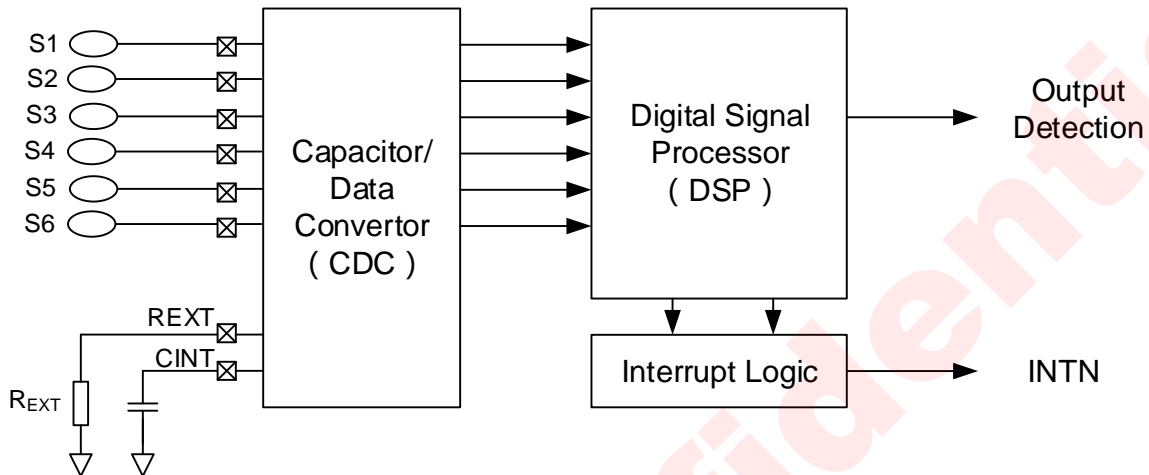 S1
S2
S3
S4
S5
S6
Capacitor/
Data
Convertor
( CDC )
Digital Signal
Processor
( DSP )
Output
Detection
REXT
CINT
REXT
Interrupt Logic
INTN
fidentia